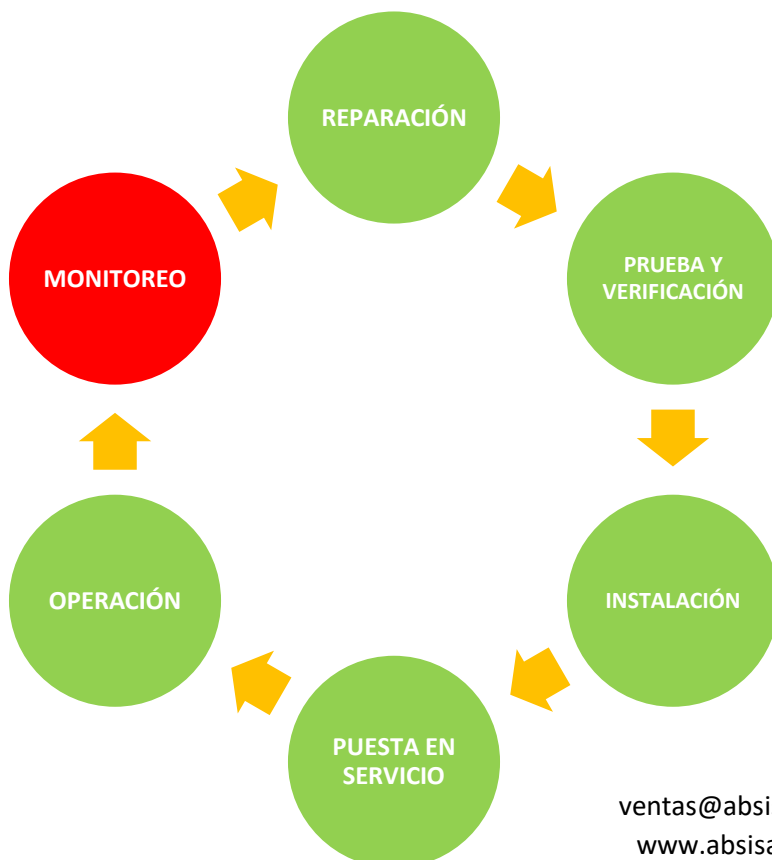 REPARACIÓN
PRUEBA Y
VERIFICACIÓN
INSTALACIÓN
PUESTA EN
SERVICIO
OPERACIÓN
MONITOREO